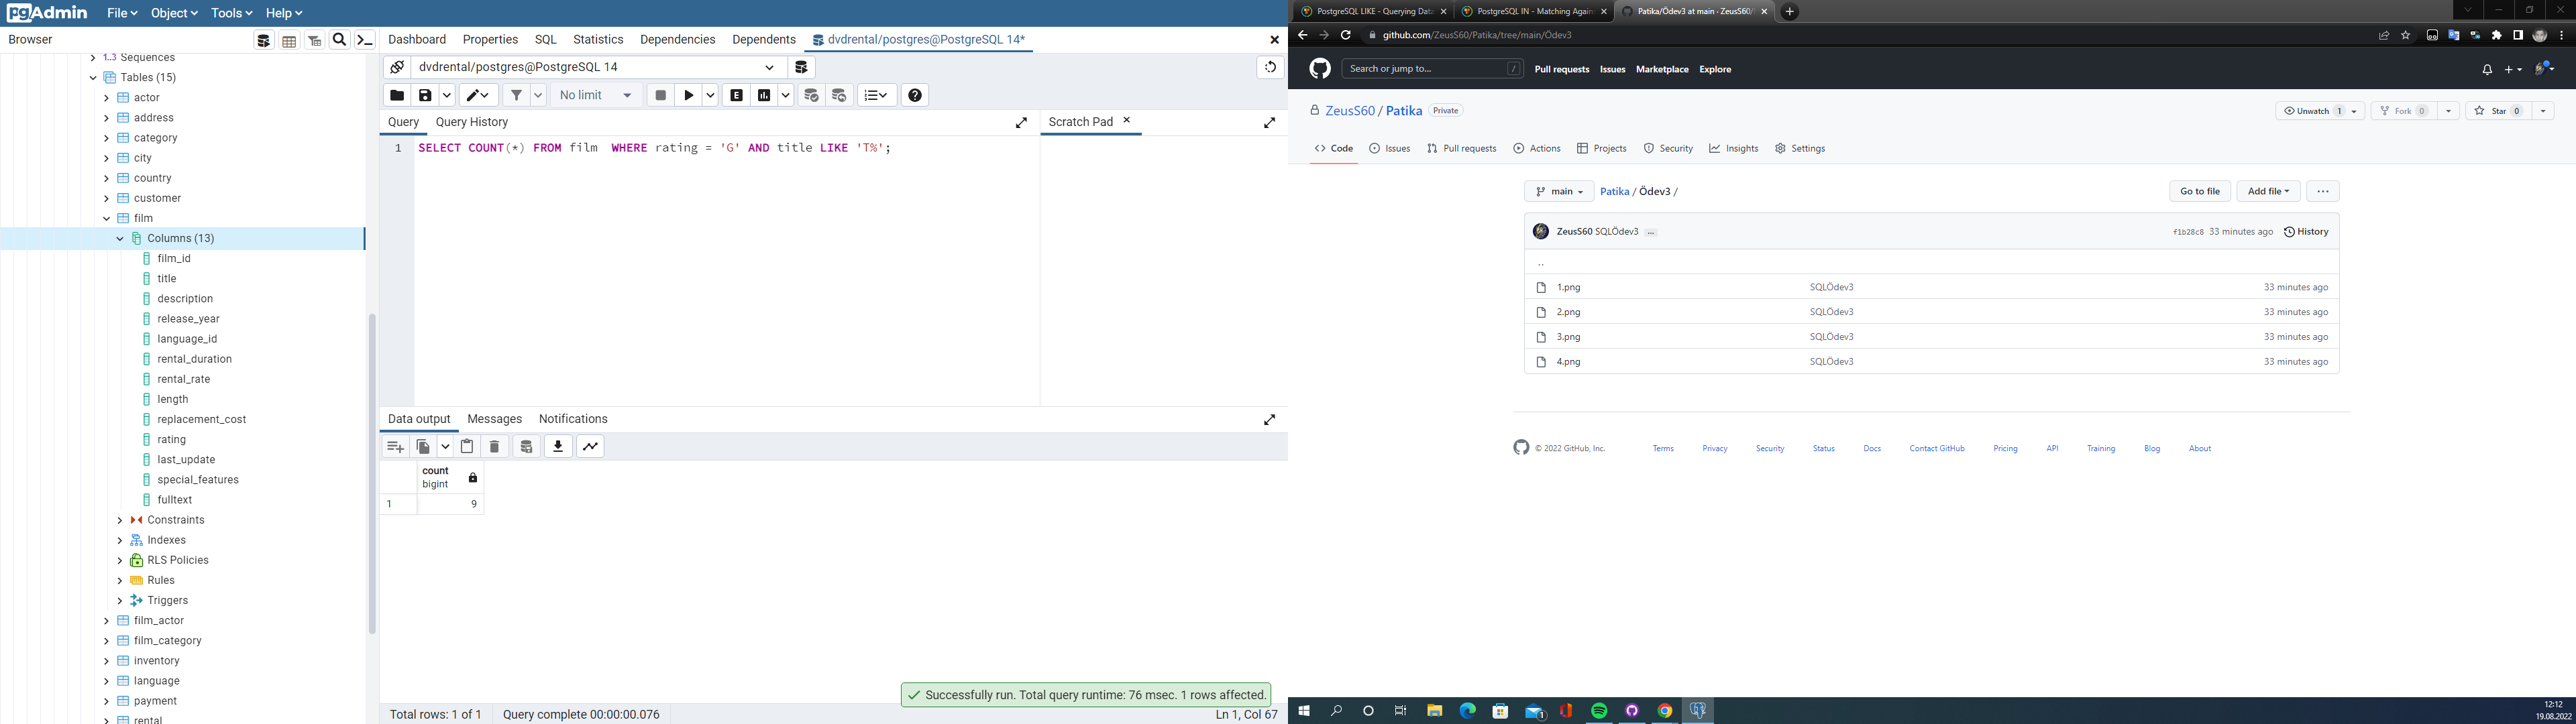 pgAdmin File Object Tools Help
Browser
Dashboard Properties SQL Statistics Dependencies Dependents dvdrental/postgres@PostgreSQL 14*
dvdrental/postgres@PostgreSQL 14
No limit
Query Query History
Scratch Pad
1 SELECT COUNT(*) FROM film  WHERE rating = 'G' AND title LIKE 'T%';
1..3 Sequences
Tables (15)
actor
address
category
city
country
customer
film
Columns (13)
film_id
title
description
release_year
language_id
rental_duration
rental_rate
length
replacement_cost
rating
last_update
special_features
fulltext
Constraints
Indexes
RLS Policies
Rules
Triggers
film_actor
film_category
inventory
language
payment
rental
Data output Messages Notifications
count
bigint
1 9
Successfully run. Total query runtime: 76 msec. 1 rows affected.
Total rows: 1 of 1 Query complete 00:00:00.076 Ln 1, Col 67
PostgreSQL LIKE - Querying Data PostgreSQL IN - Matching Again Patika/Ödev3 at main · ZeusS60/
github.com/ZeusS60/Patika/tree/main/Ödev3
Search or jump to... / Pull requests Issues Marketplace Explore
ZeusS60 / Patika Private
Unwatch 1 Fork 0 Star 0
Code Issues Pull requests Actions Projects Security Insights Settings
main Patika / Ödev3 /
Go to file Add file ...
ZeusS60 SQLÖdev3 ... f1b28c8 33 minutes ago History
..
1.png SQLÖdev3 33 minutes ago
2.png SQLÖdev3 33 minutes ago
3.png SQLÖdev3 33 minutes ago
4.png SQLÖdev3 33 minutes ago
© 2022 GitHub, Inc. Terms Privacy Security Status Docs Contact GitHub Pricing API Training Blog About
1
12:12
19.08.2022